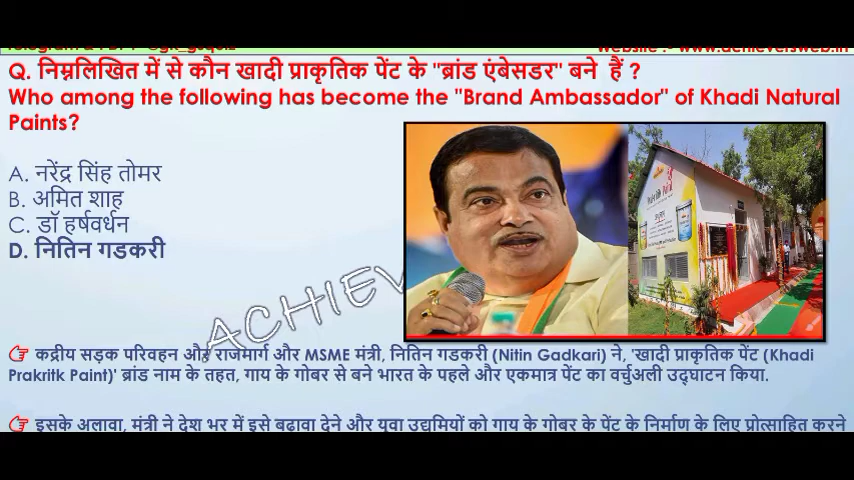 Q. निम्नलिखित में से कौन खादी प्राकृतिक पेंट के "ब्रांड एंबेसडर" बने हैं ?
Who among the following has become the "Brand Ambassador" of Khadi Natural
Paints?
A. नरेंद्र सिंह तोमर
B. अमित शाह
C. डॉ हर्षवर्धन
D. नितिन गडकरी
ACHIEV
👉 कद्रीय सड़क परिवहन और राजमार्ग और MSME मंत्री, नितिन गडकरी (Nitin Gadkari) ने, 'खादी प्राकृतिक पेंट (Khadi
Prakritk Paint)' ब्रांड नाम के तहत, गाय के गोबर से बने भारत के पहले और एकमात्र पेंट का वर्चुअली उद्घाटन किया.
👉 इसके अलावा, मंत्री ने देश भर में इसे बढ़ावा देने और युवा उद्यमियों को गाय के गोबर के पेंट के निर्माण के लिए प्रोत्साहित करने